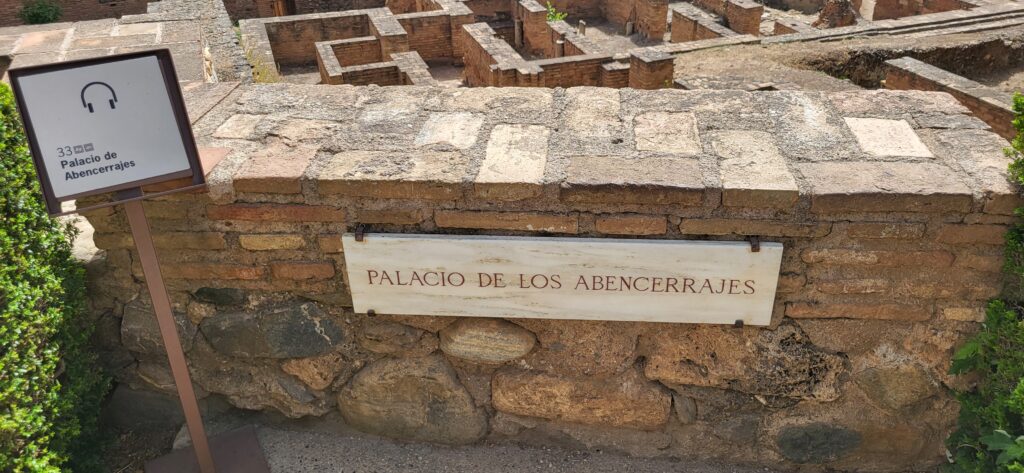 33
Palacio de
Abencerrajes
PALACIO DE LOS ABENCERRAJES